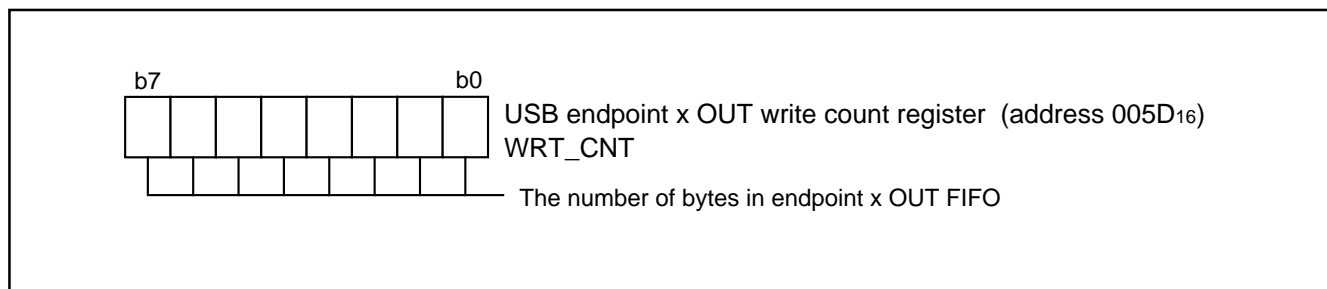 b7 b0
USB endpoint x OUT write count register (address 005D16)
WRT_CNT
The number of bytes in endpoint x OUT FIFO